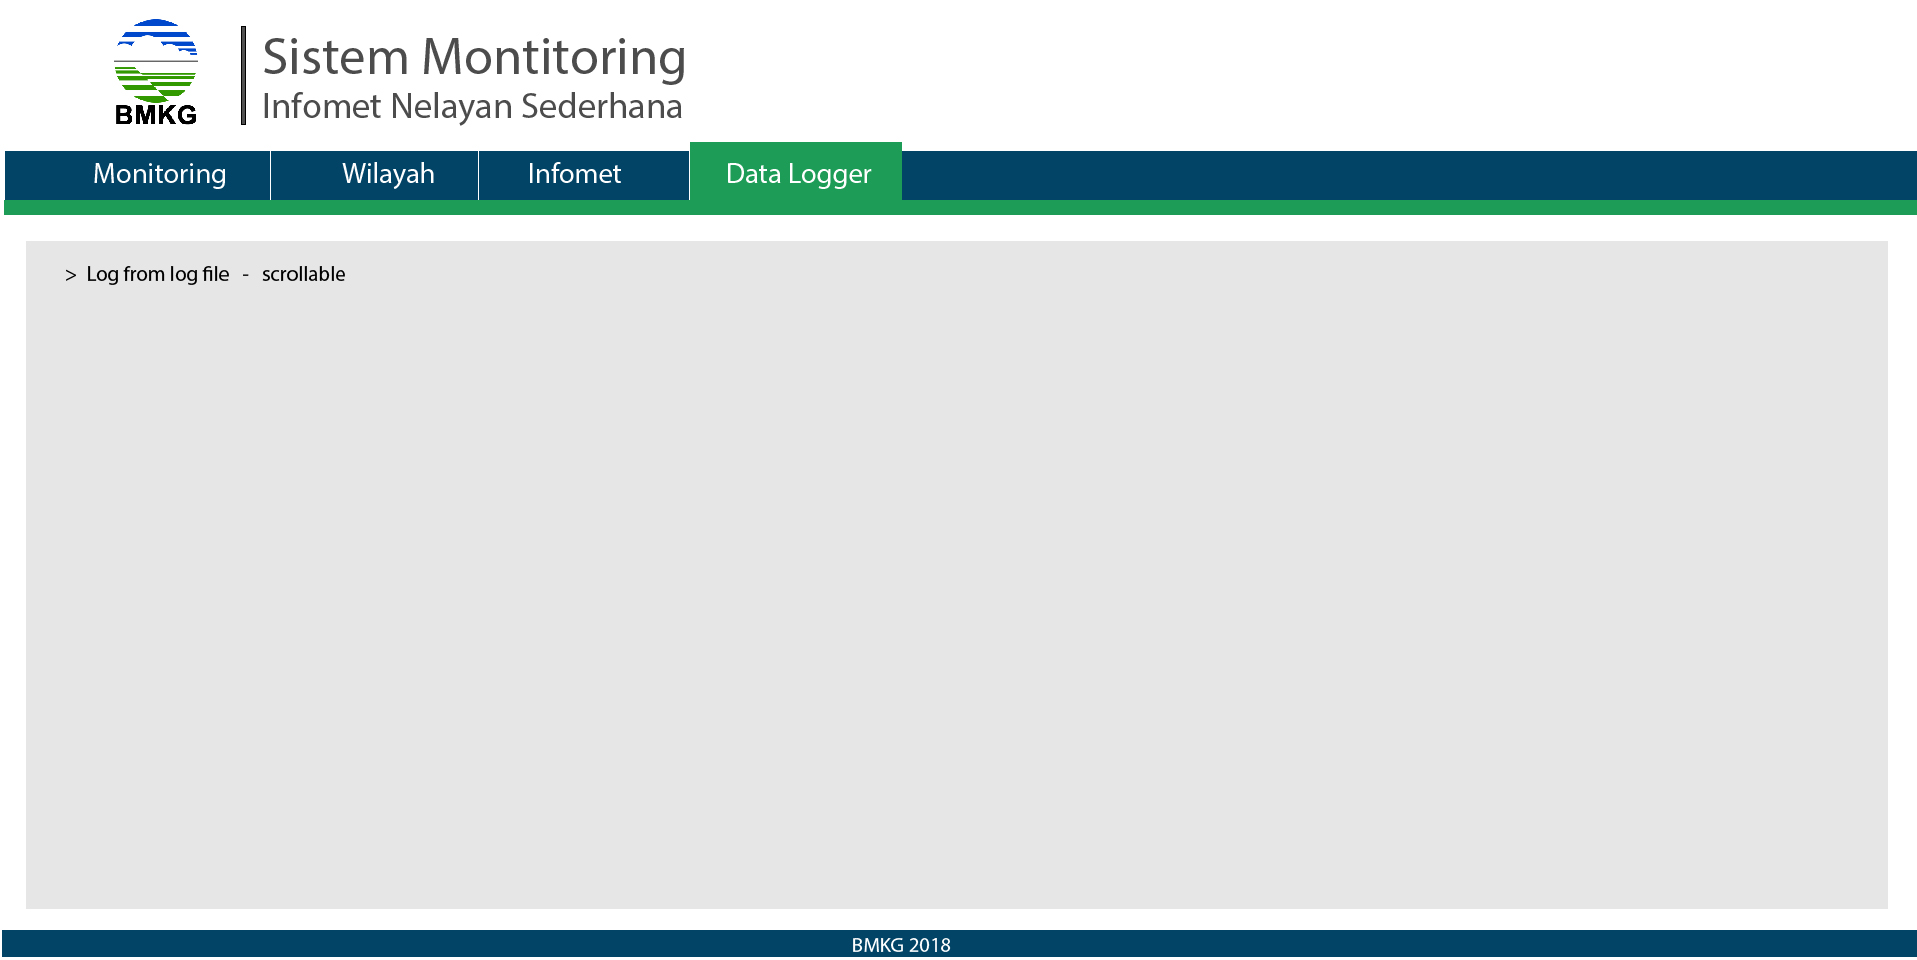 BMKG
Sistem Montitoring
Infomet Nelayan Sederhana
Monitoring
Wilayah
Infomet
Data Logger
> Log from log file - scrollable
BMKG 2018